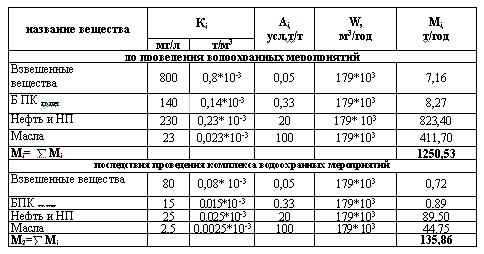 название вещества Ki Ai усл,т/т W, м³/год Mi т/год
мг/л т/м³
до проведения водоохранных мероприятий
Взвешенные вещества 800 0,8*10⁻³ 0,05 179*10³ 7,16
Б ПК 140 0,14*10⁻³ 0,33 179*10³ 8,27
Нефть и НП 230 0,23* 10⁻³ 20 179* 10³ 823,40
Масла 23 0,023*10⁻³ 100 179*10³ 411,70
M₁= ∑ Mi 1250,53
последствия проведения комплекса водоохранных мероприятий
Взвешенные вещества 80 0,08* 10⁻³ 0,05 179*10³ 0,72
БПК 15 0.015*10⁻³ 0.33 179*10³ 0.89
Нефть и НП 25 0.025*10⁻³ 20 179*10³ 89.50
Масла 2.5 0.0025*10⁻³ 100 179* 10³ 44.75
M₂=∑ Mi 135,86